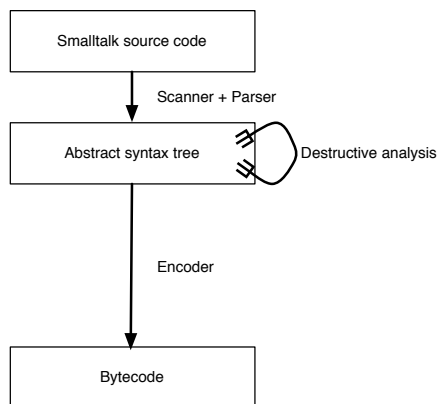 Smalltalk source code
Scanner + Parser
Abstract syntax tree
Destructive analysis
Encoder
Bytecode